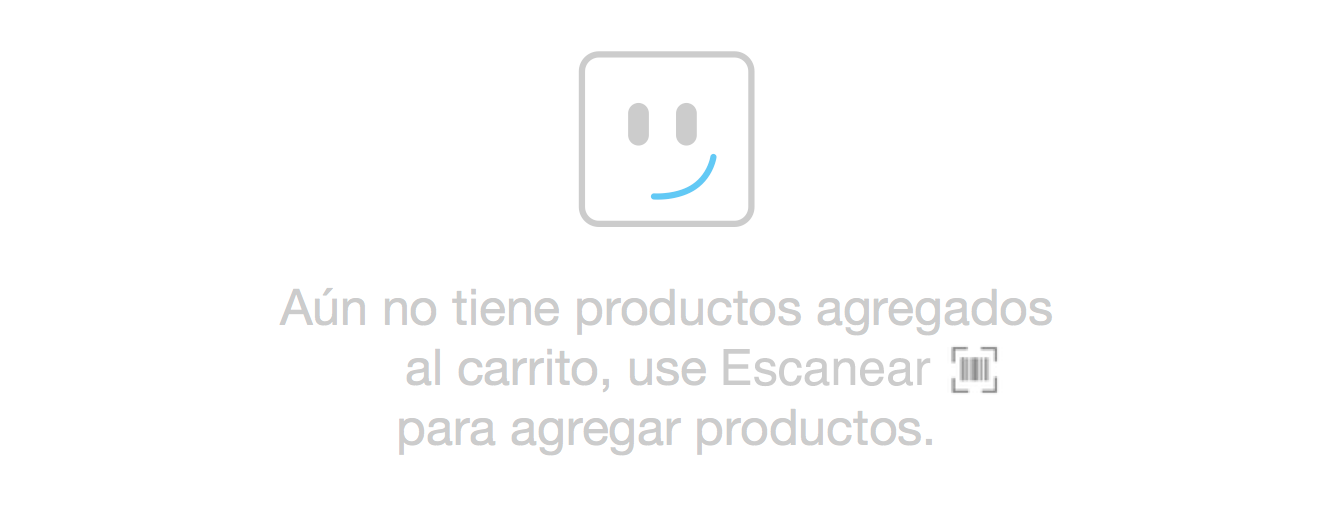 Aún no tiene productos agregados
al carrito, use Escanear
para agregar productos.